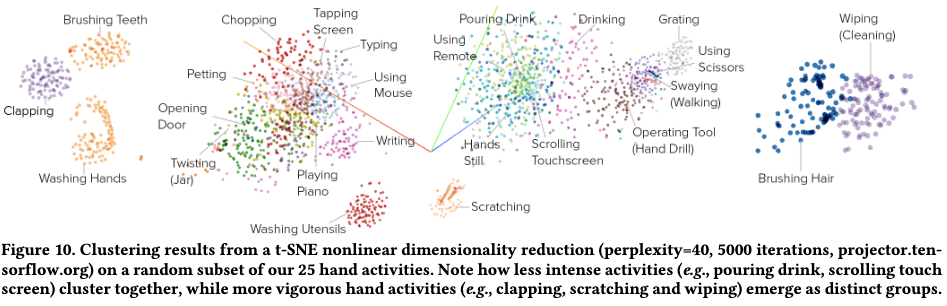 Brushing Teeth
Clapping
Washing Hands
Chopping
Tapping
Screen
Typing
Petting
Using
Mouse
Opening
Door
Writing
Twisting
(Jar)
Playing
Piano
Washing Utensils
Scratching
Pouring Drink
Drinking
Using
Remote
Hands
Still
Scrolling
Touchscreen
Grating
Using
Scissors
Swaying
(Walking)
Operating Tool
(Hand Drill)
Wiping
(Cleaning)
Brushing Hair
Figure 10. Clustering results from a t-SNE nonlinear dimensionality reduction (perplexity=40, 5000 iterations, projector.ten-
sorflow.org) on a random subset of our 25 hand activities. Note how less intense activities (e.g., pouring drink, scrolling touch
screen) cluster together, while more vigorous hand activities (e.g., clapping, scratching and wiping) emerge as distinct groups.